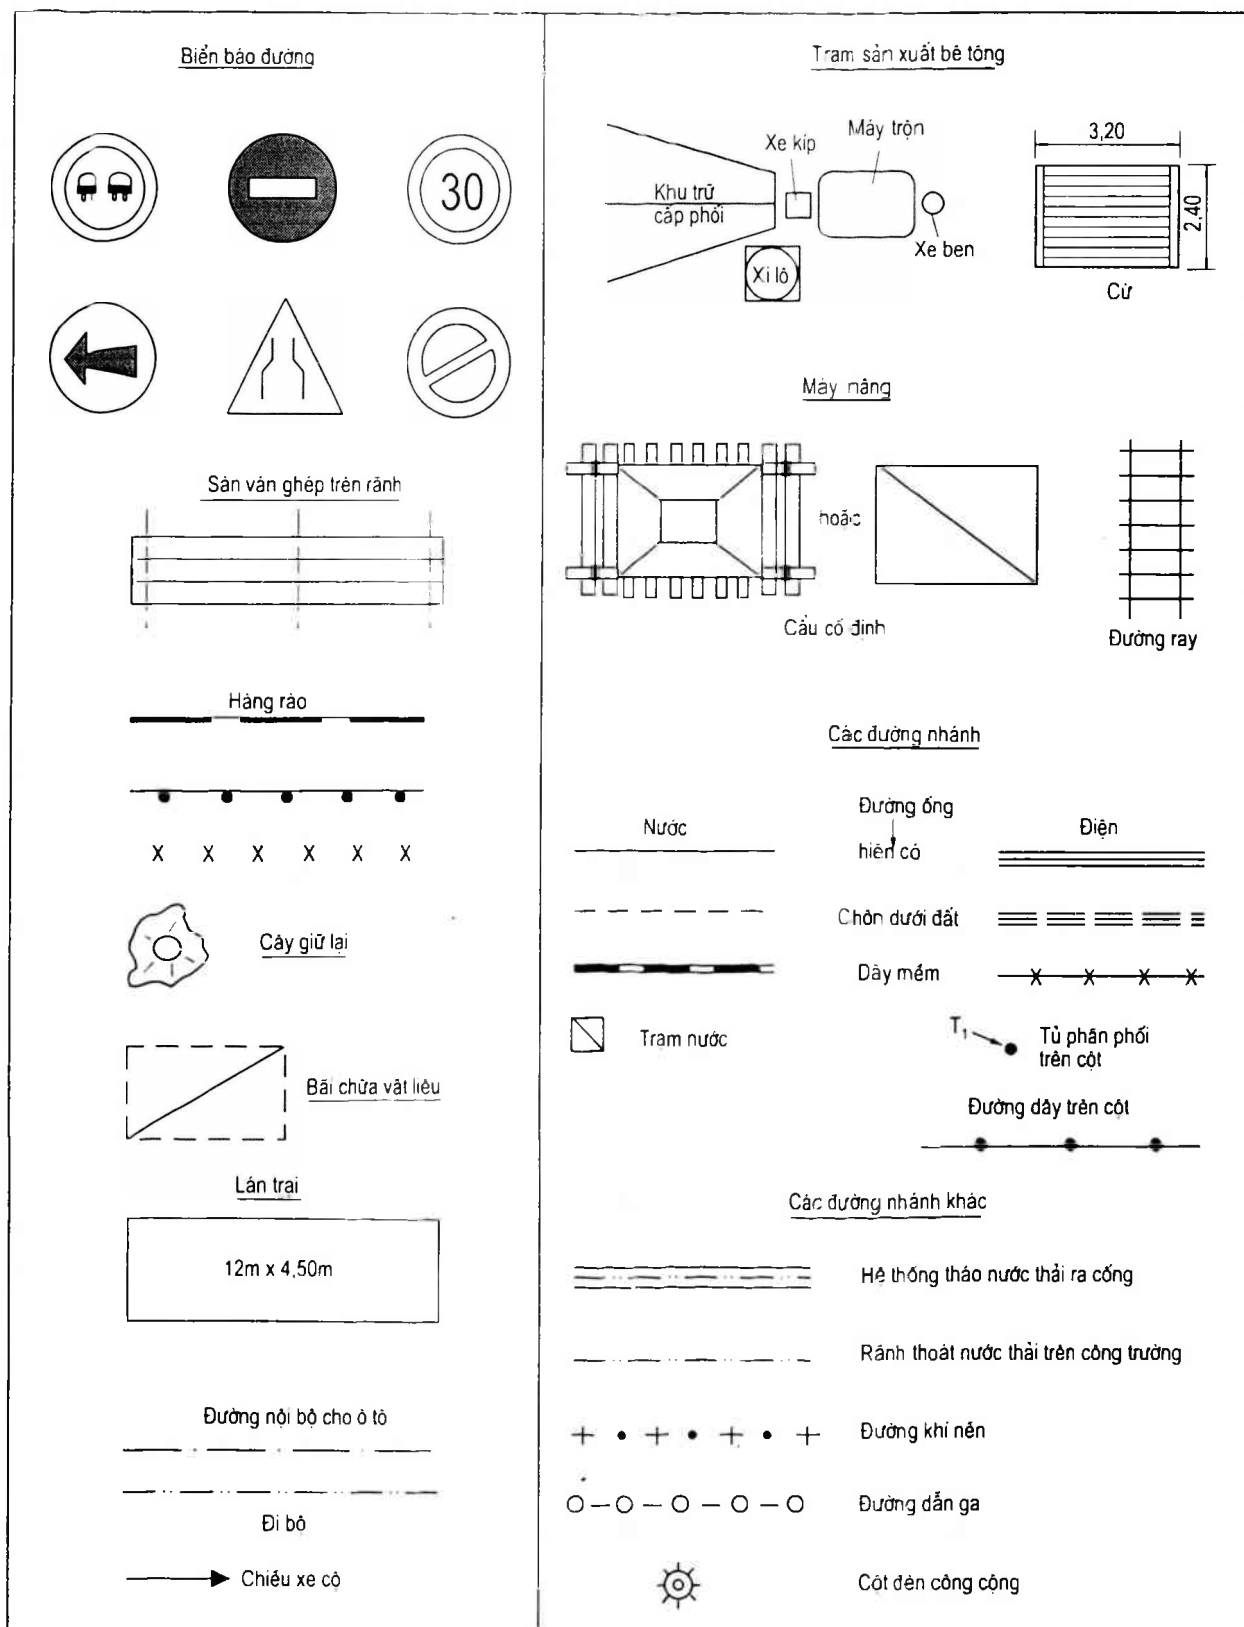 Biển báo đường
30
Sàn ván ghép trên rãnh
Hàng rào
X X X X X X
Cây giữ lại
Bãi chứa vật liệu
Lán trại
12m x 4,50m
Đường nội bộ cho ô tô
Đi bộ
Chiều xe cộ
Trạm sản xuất bê tông
Khu trữ
cấp phối
Xe kíp
Máy trộn
Xe ben
Xi lô
3,20
2,40
Cừ
Máy nâng
hoặc
Cẩu cố định
Đường ray
Các đường nhánh
Nước
Đường ống
hiện có
Điện
Chôn dưới đất
Dây mềm
Trạm nước
T1
Tủ phân phối
trên cột
Đường dây trên cột
Các đường nhánh khác
Hệ thống tháo nước thải ra cống
Rãnh thoát nước thải trên công trường
Đường khí nén
Đường dẫn ga
Cột đèn công cộng